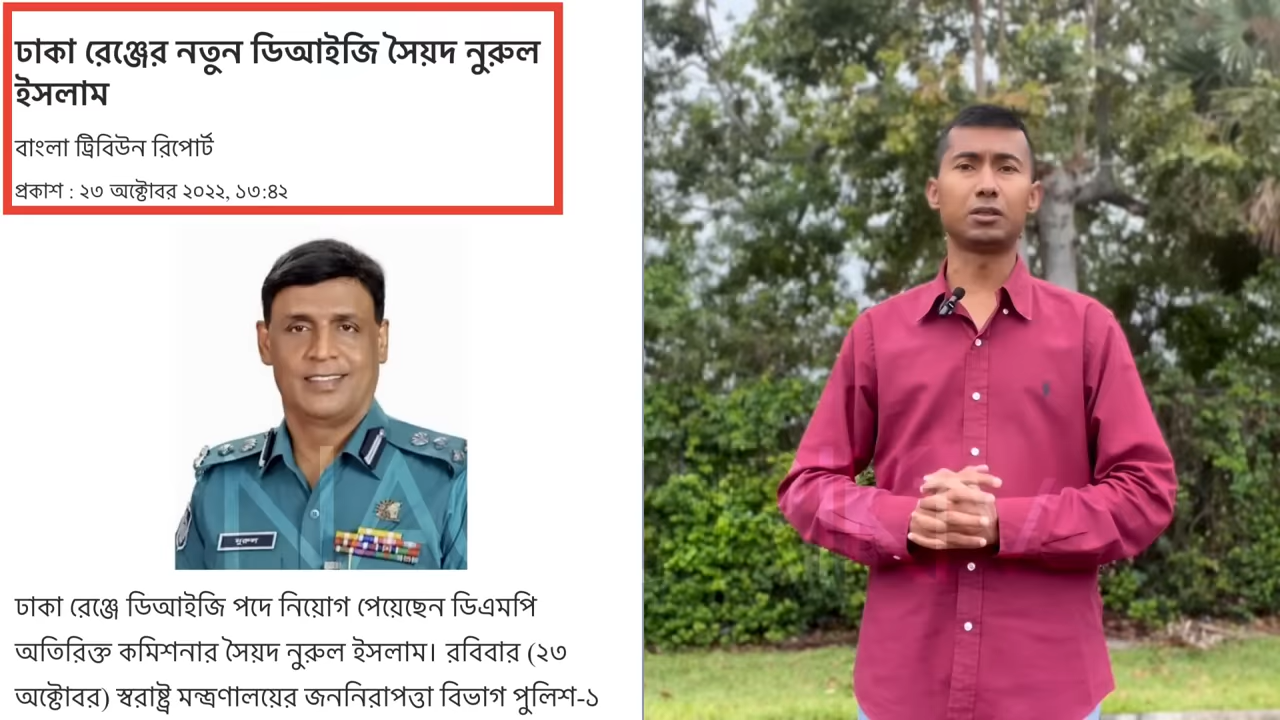 ঢাকা রেঞ্জের নতুন ডিআইজি সৈয়দ নুরুল
ইসলাম
বাংলা ট্রিবিউন রিপোর্ট
প্রকাশ : ২৩ অক্টোবর ২০২২, ১৩:৪২
নুরুল
ঢাকা রেঞ্জে ডিআইজি পদে নিয়োগ পেয়েছেন ডিএমপি
অতিরিক্ত কমিশনার সৈয়দ নুরুল ইসলাম। রবিবার (২৩
অক্টোবর) স্বরাষ্ট্র মন্ত্রণালয়ের জননিরাপত্তা বিভাগ পুলিশ-১